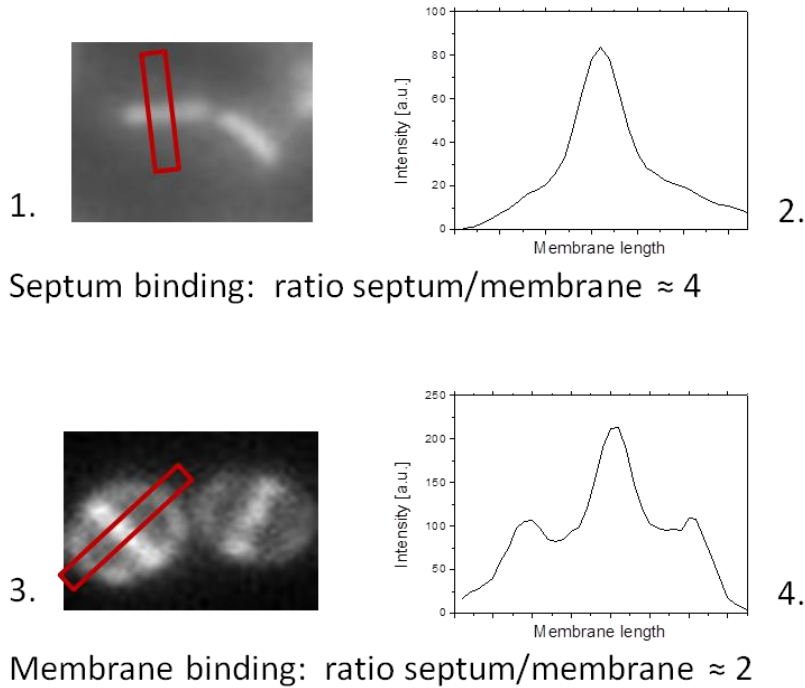 1.
100
80
60
40
20
0
Intensity [a.u.]
Membrane length
2.
Septum binding: ratio septum/membrane ≈ 4
3.
250
200
150
100
50
0
Intensity [a.u.]
Membrane length
4.
Membrane binding: ratio septum/membrane ≈ 2